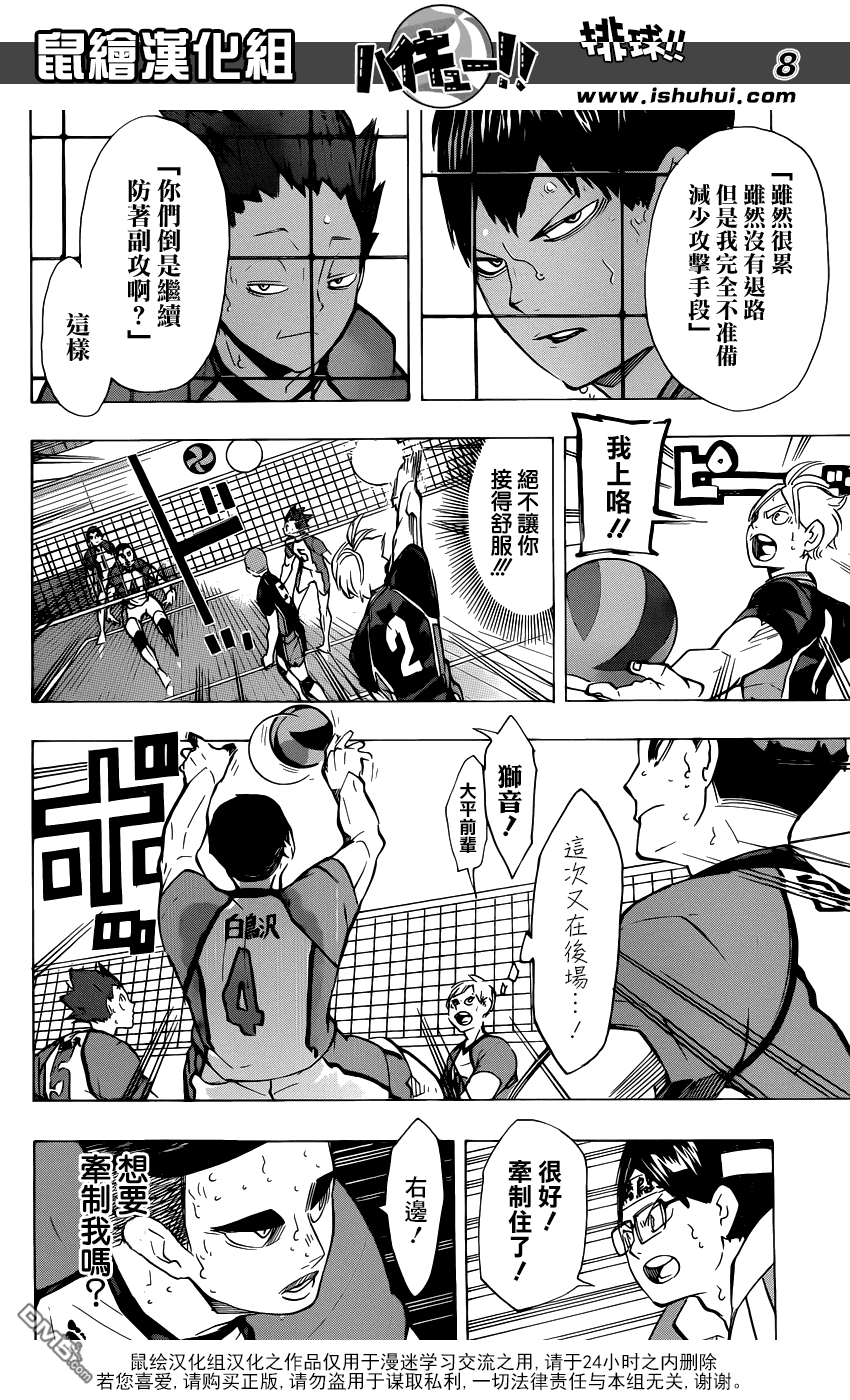 鼠繪漢化組
ハイキュー!!
排球!!
8
www.ishuhui.com
「雖然很累
雖然沒有退路
但是我完全不准備
減少攻擊手段」
「你們倒是繼續
防著副攻啊？」
這樣
ピー
我上咯!!
絕不讓你
接得舒服!!!
ド
2
獅音！
大平前輩
這次又在後場…！
白鳥沢
4
很好！
牽制住了！
右邊！
想要
牽制我嗎？
DM5.COM
鼠绘汉化组汉化之作品仅用于漫迷学习交流之用, 请于24小时之内删除
若您喜爱, 请购买正版, 请勿用于谋取私利, 一切法律责任与本组无关, 谢谢。